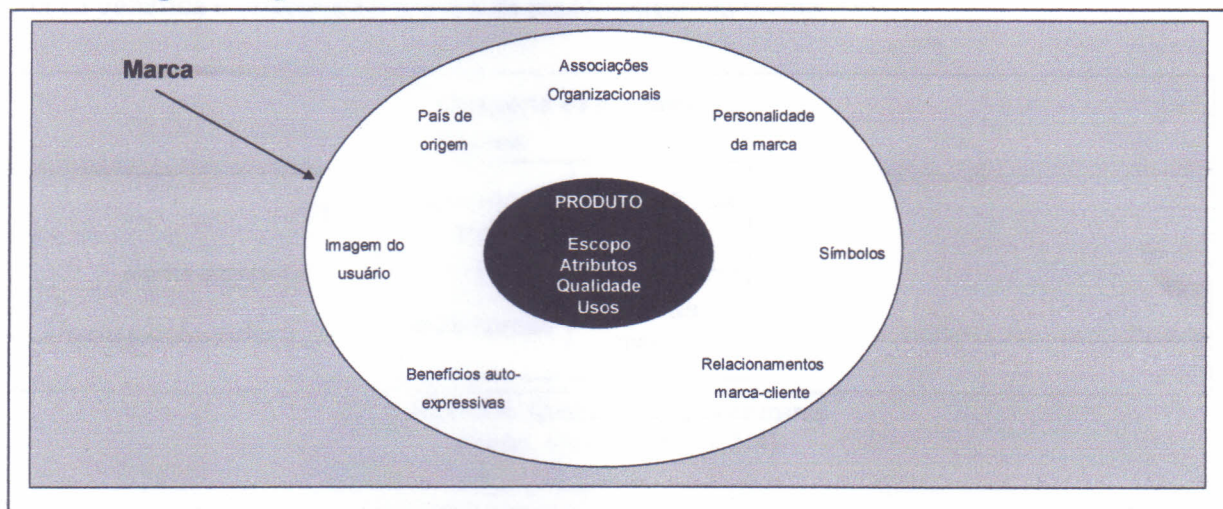 Marca
Associações
Organizacionais
País de
origem
Personalidade
da marca
PRODUTO
Escopo
Atributos
Qualidade
Usos
Imagem do
usuário
Símbolos
Benefícios auto-
expressivas
Relacionamentos
marca-cliente